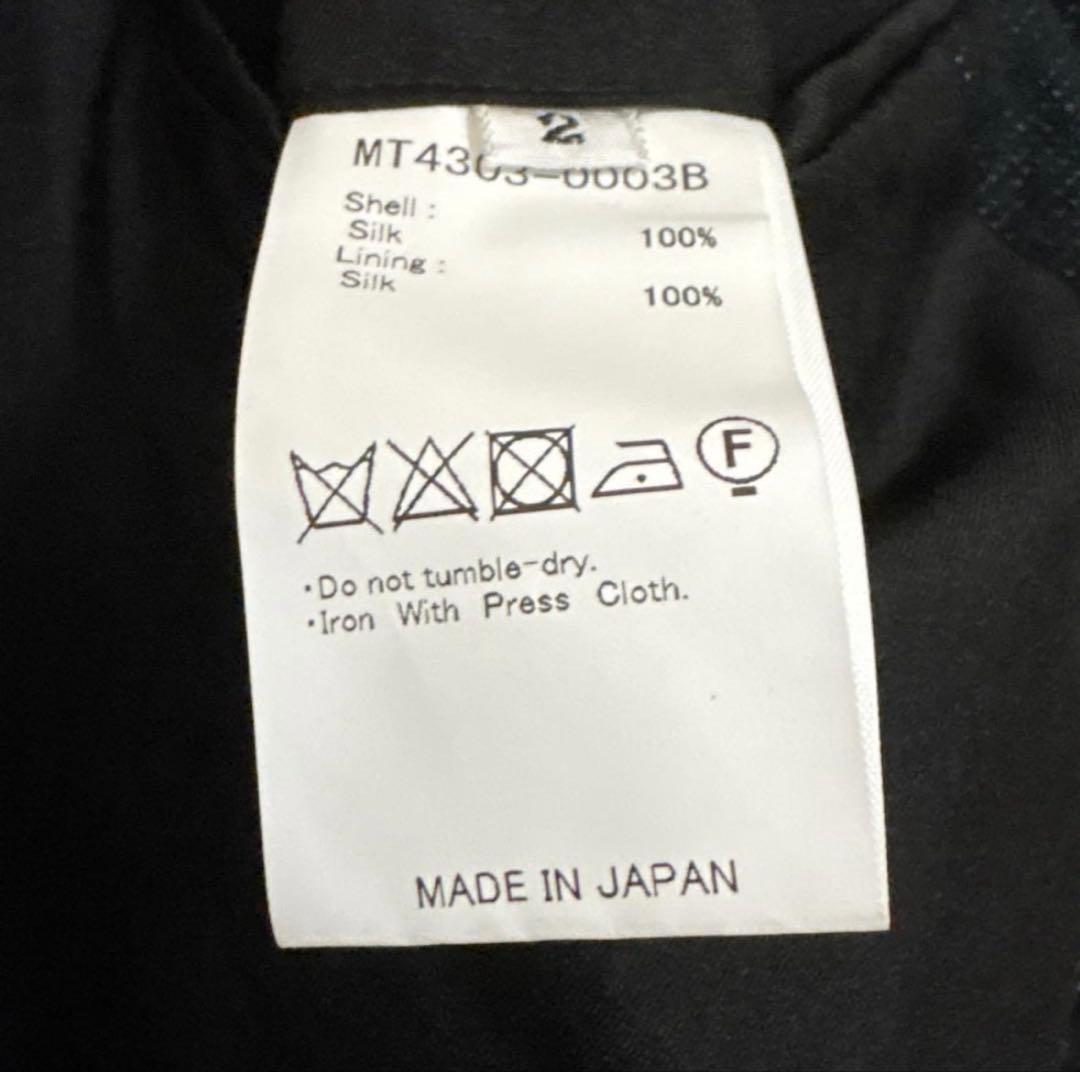 2
MT4303-0003B
Shell :
Silk 100%
Lining :
Silk 100%
F
・Do not tumble-dry.
・Iron With Press Cloth.
MADE IN JAPAN